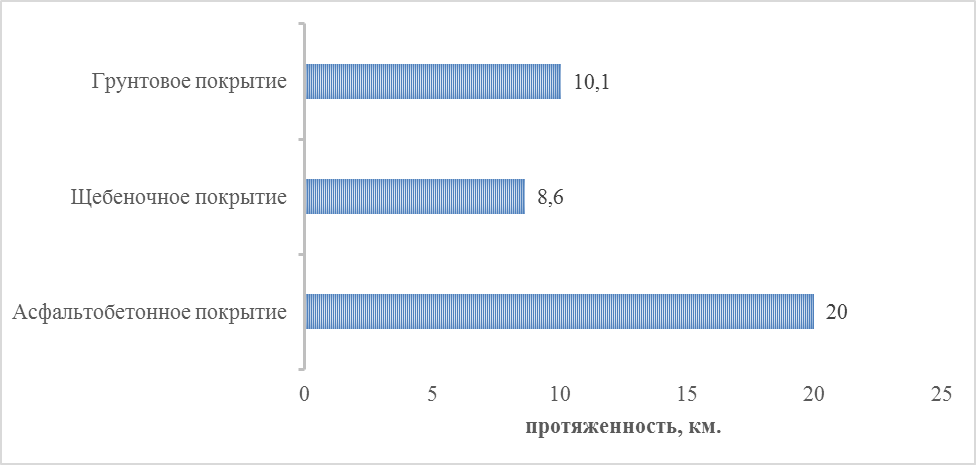 Грунтовое покрытие
10,1
Щебеночное покрытие
8,6
Асфальтобетонное покрытие
20
0 5 10 15 20 25
протяженность, км.